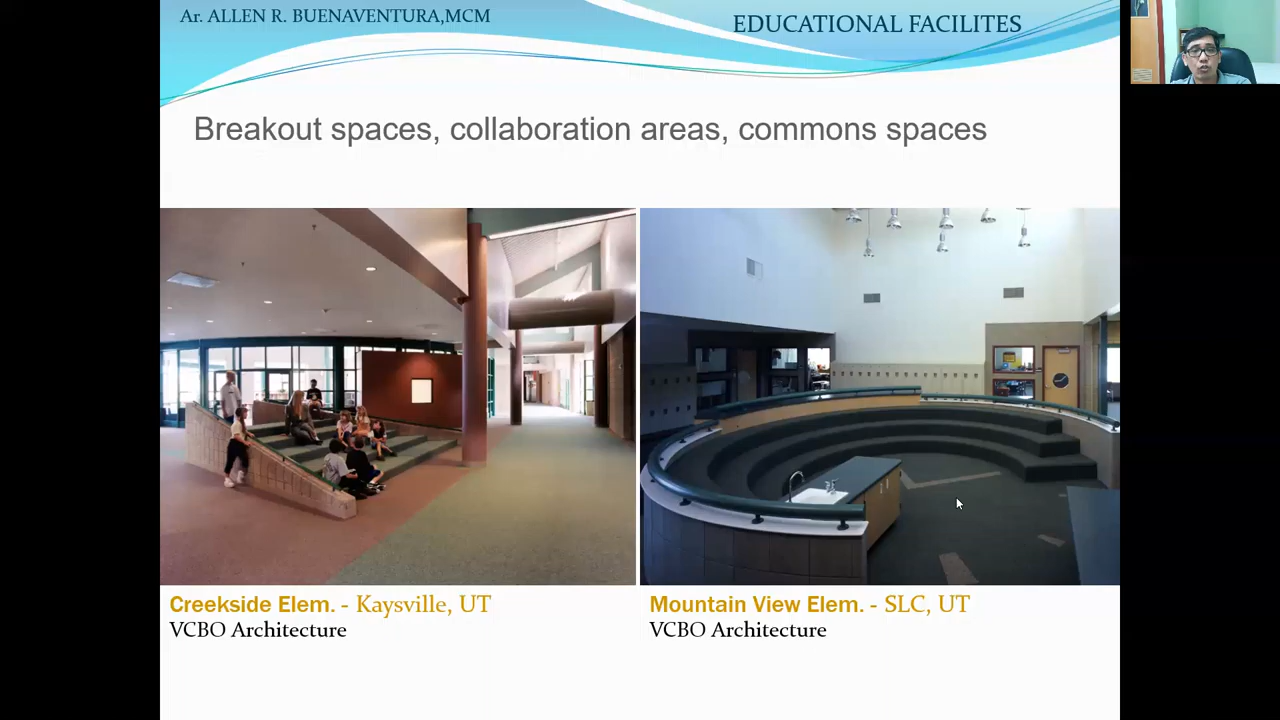 Ar. ALLEN R. BUENAVENTURA,MCM
EDUCATIONAL FACILITES
Breakout spaces, collaboration areas, commons spaces
Creekside Elem. - Kaysville, UT
VCBO Architecture
Mountain View Elem. - SLC, UT
VCBO Architecture